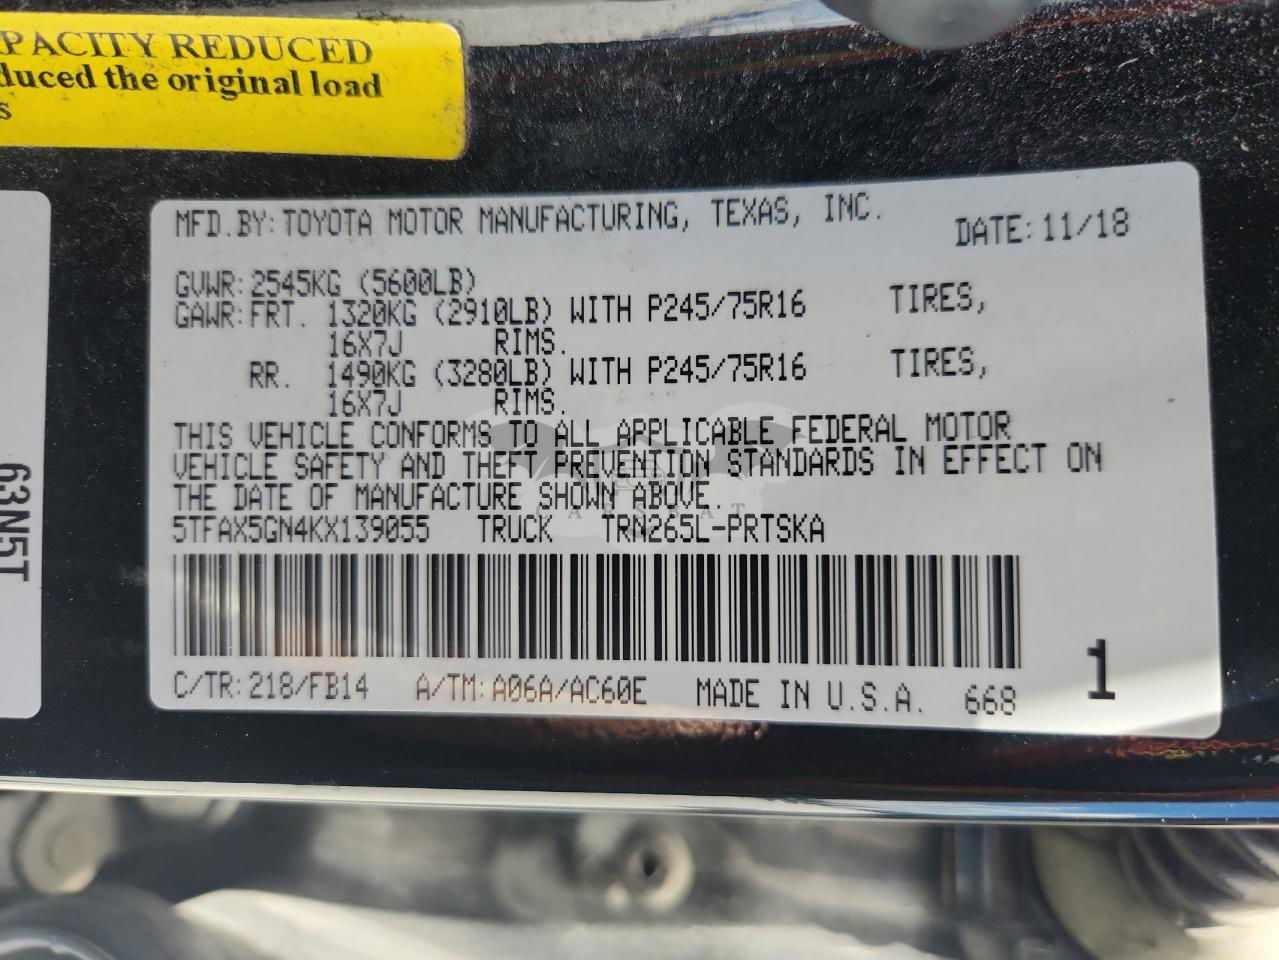 PACITY REDUCED
duced the original load
s
MFD.BY: TOYOTA MOTOR MANUFACTURING, TEXAS, INC. DATE: 11/18
GVWR: 2545KG (5600LB)
GAWR: FRT. 1320KG (2910LB) WITH P245/75R16 TIRES,
16X7J RIMS.
RR. 1490KG (3280LB) WITH P245/75R16 TIRES,
16X7J RIMS.
THIS VEHICLE CONFORMS TO ALL APPLICABLE FEDERAL MOTOR
VEHICLE SAFETY AND THEFT PREVENTION STANDARDS IN EFFECT ON
THE DATE OF MANUFACTURE SHOWN ABOVE.
CARSSAT
5TFAX5GN4KX139055 TRUCK TRN265L-PRTSKA
C/TR: 218/FB14 A/TM: A06A/AC60E MADE IN U.S.A. 668 1
63N5T